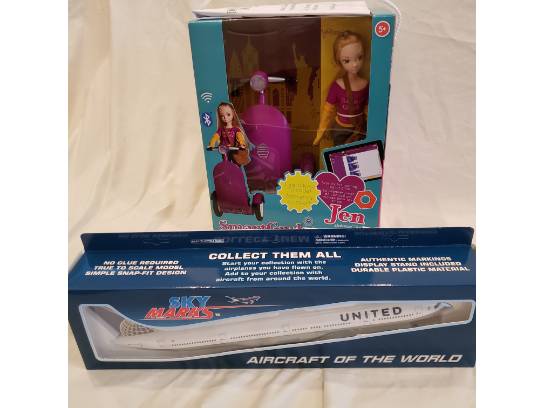 5+
Jen
COLLECT THEM ALL
NO GLUE REQUIRED
TRUE TO SCALE MODEL
SIMPLE SNAP-FIT DESIGN
Start your collection with the
airplanes you have flown on.
Add to your collection with
aircraft from around the world.
AUTHENTIC MARKINGS
DISPLAY STAND INCLUDED
DURABLE PLASTIC MATERIAL
SKY
MARKS
UNITED
AIRCRAFT OF THE WORLD